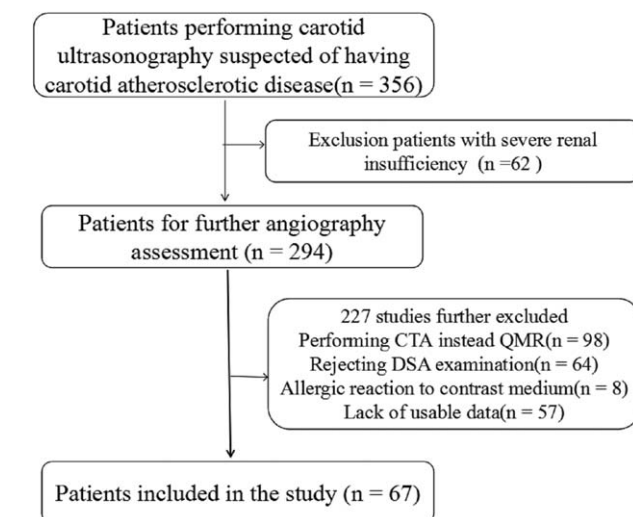 Patients performing carotid
ultrasonography suspected of having
carotid atherosclerotic disease(n = 356)
Exclusion patients with severe renal
insufficiency (n =62 )
Patients for further angiography
assessment (n = 294)
227 studies further excluded
Performing CTA instead QMR(n = 98)
Rejecting DSA examination(n = 64)
Allergic reaction to contrast medium(n = 8)
Lack of usable data(n = 57)
Patients included in the study (n = 67)